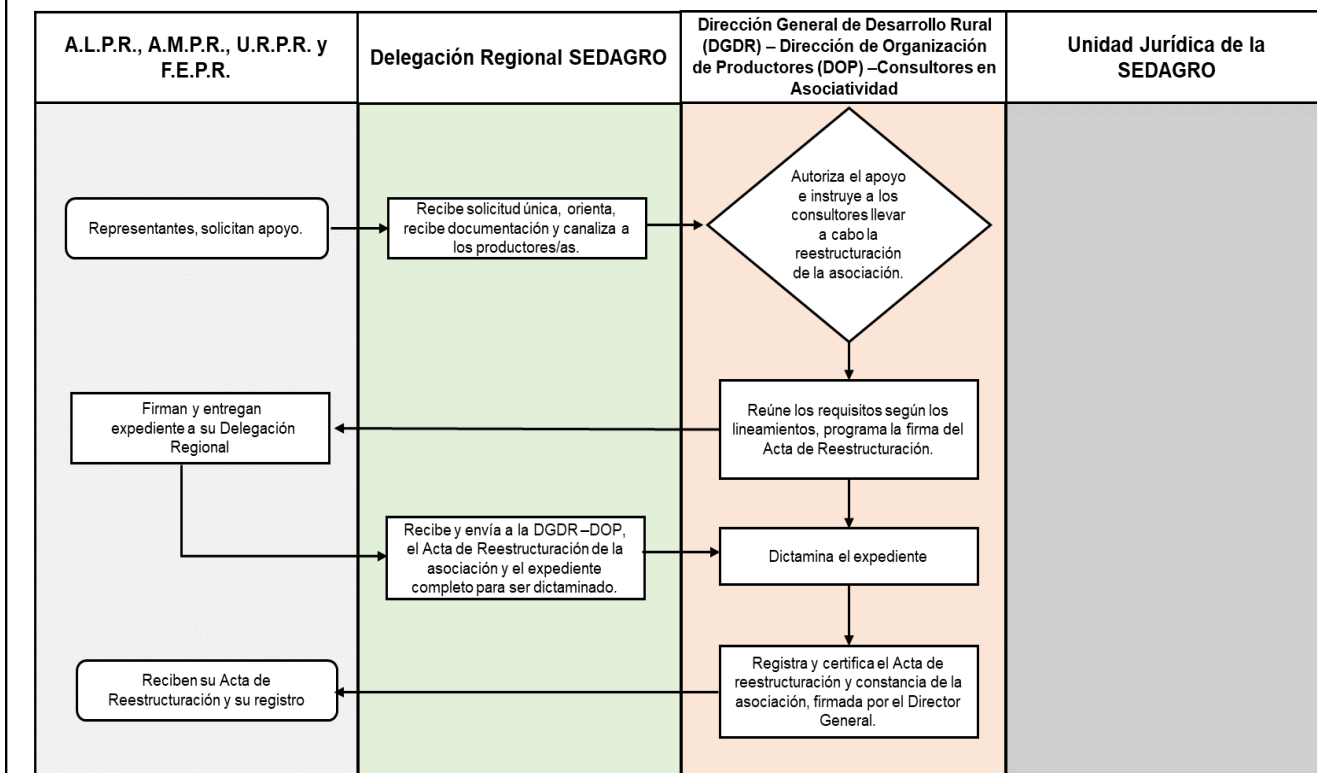 A.L.P.R., A.M.P.R., U.R.P.R. y
F.E.P.R.
Delegación Regional SEDAGRO
Dirección General de Desarrollo Rural
(DGDR) – Dirección de Organización
de Productores (DOP) –Consultores en
Asociatividad
Unidad Jurídica de la
SEDAGRO
Representantes, solicitan apoyo.
Recibe solicitud única, orienta,
recibe documentación y canaliza a
los productores/as.
Autoriza el apoyo
e instruye a los
consultores llevar
a cabo la
reestructuración
de la asociación.
Firman y entregan
expediente a su Delegación
Regional
Reúne los requisitos según los
lineamientos, programa la firma del
Acta de Reestructuración.
Recibe y envía a la DGDR –DOP,
el Acta de Reestructuración de la
asociación y el expediente
completo para ser dictaminado.
Dictamina el expediente
Reciben su Acta de
Reestructuración y su registro
Registra y certifica el Acta de
reestructuración y constancia de la
asociación, firmada por el Director
General.